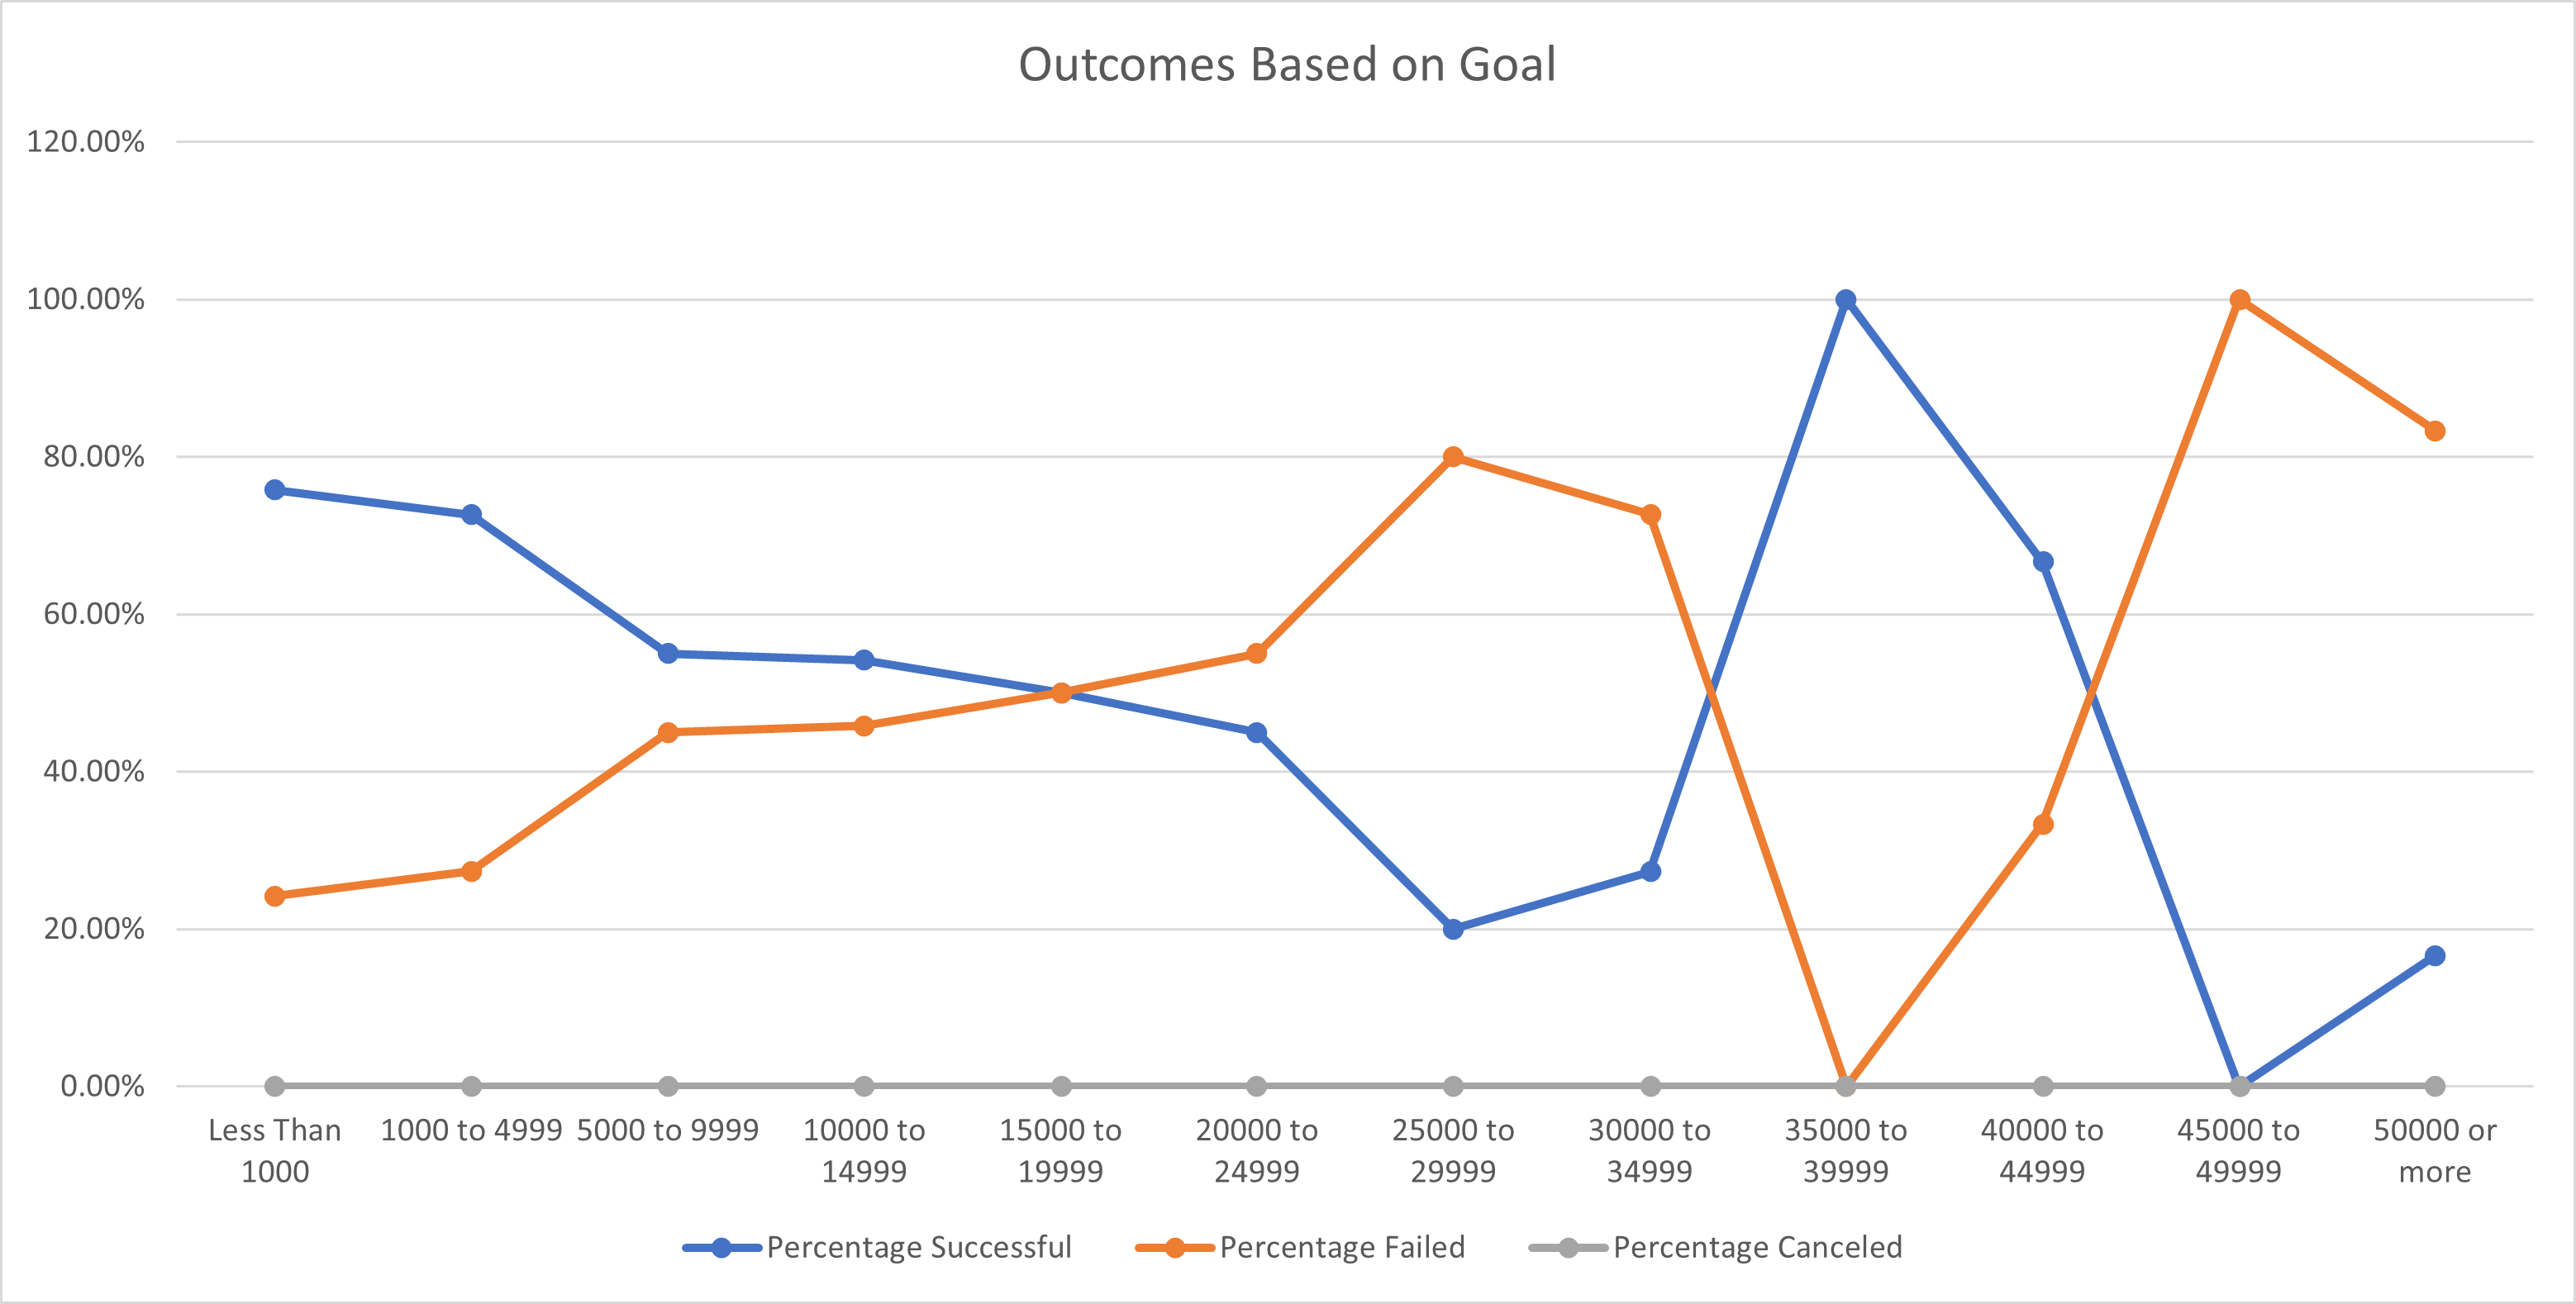 Outcomes Based on Goal
120.00%
100.00%
80.00%
60.00%
40.00%
20.00%
0.00%
Less Than
1000
1000 to 4999
5000 to 9999
10000 to
14999
15000 to
19999
20000 to
24999
25000 to
29999
30000 to
34999
35000 to
39999
40000 to
44999
45000 to
49999
50000 or
more
Percentage Successful
Percentage Failed
Percentage Canceled